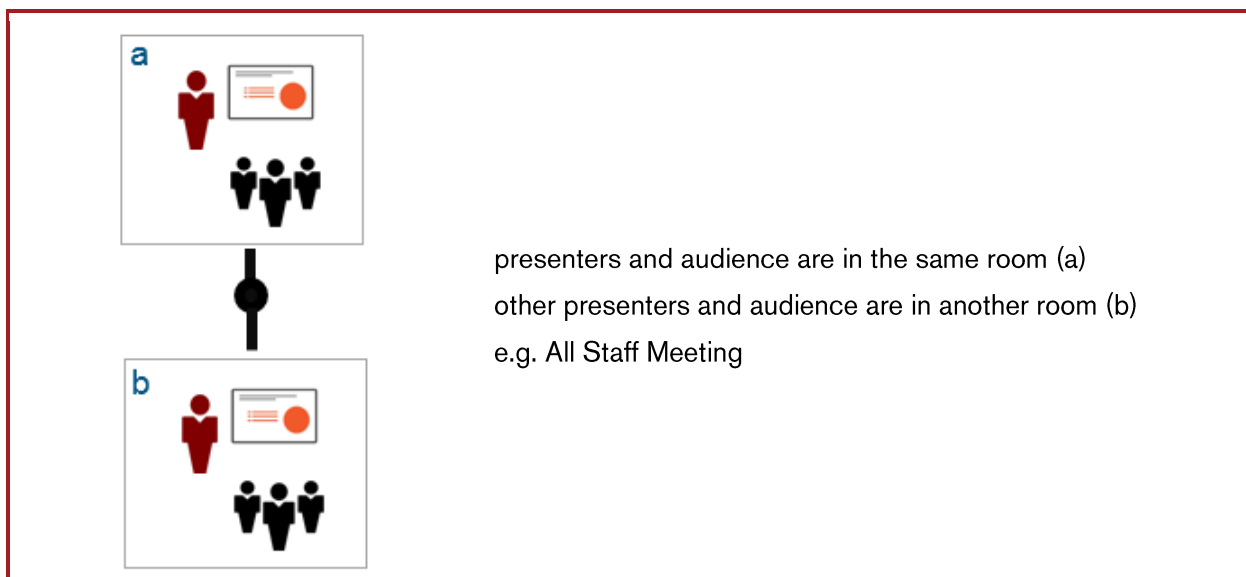 a
b
presenters and audience are in the same room (a)
other presenters and audience are in another room (b)
e.g. All Staff Meeting